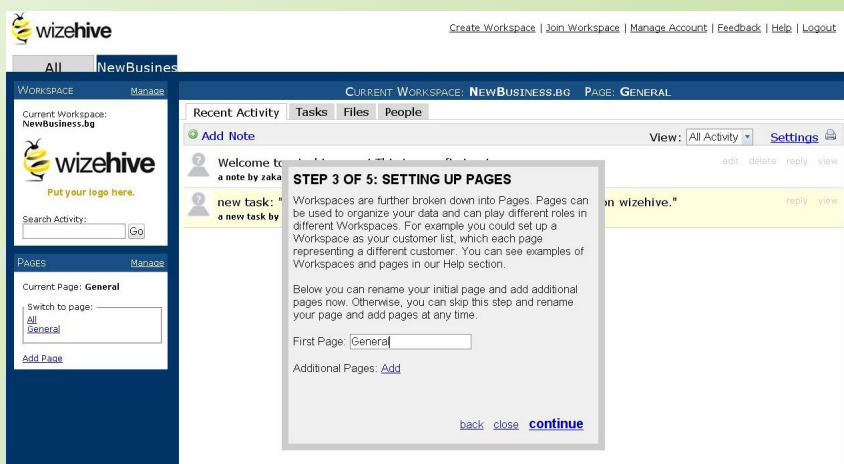 wizehive
Create Workspace | Join Workspace | Manage Account | Feedback | Help | Logout
All NewBusines
WORKSPACE Manage
CURRENT WORKSPACE: NEWBUSINESS.BG PAGE: GENERAL
Current Workspace:
NewBusiness.bg
wizehive
Put your logo here.
Search Activity:
Go
PAGES Manage
Current Page: General
Switch to page:
All
General
Add Page
Recent Activity Tasks Files People
Add Note
View: All Activity Settings
Welcome to
edit delete reply view
a note by zaka
new task: "
on wizehive."
reply view
a new task by
STEP 3 OF 5: SETTING UP PAGES
Workspaces are further broken down into Pages. Pages can
be used to organize your data and can play different roles in
different Workspaces. For example you could set up a
Workspace as your customer list, which each page
representing a different customer. You can see examples of
Workspaces and pages in our Help section.
Below you can rename your initial page and add additional
pages now. Otherwise, you can skip this step and rename
your page and add pages at any time.
First Page: General
Additional Pages: Add
back close continue